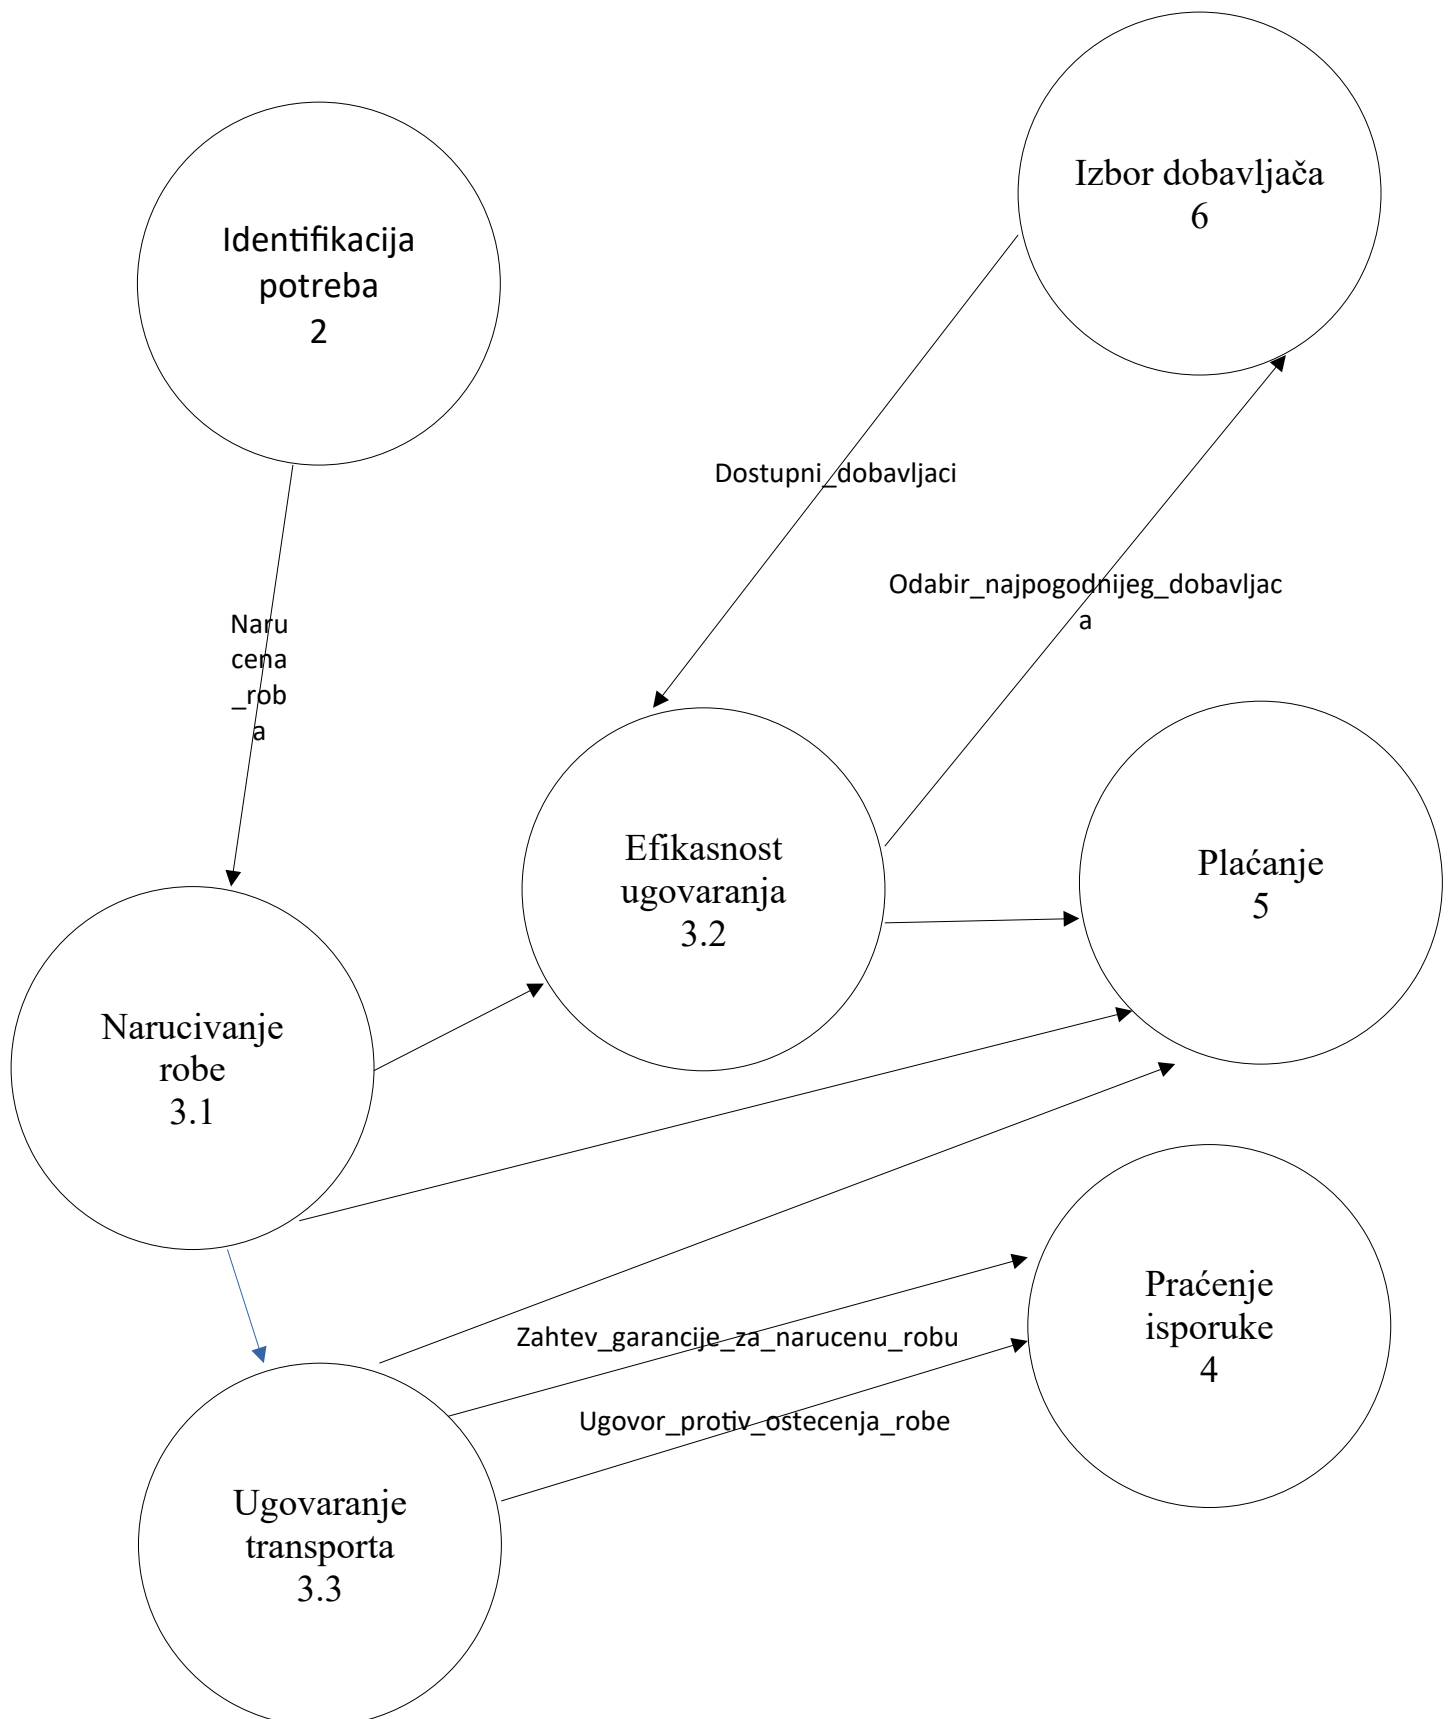 Izbor dobavljača
6
Identifikacija
potreba
2
Dostupni_dobavljaci
Odabir_najpogodnijeg_dobavljac
a
Naru
cena
_rob
a
Efikasnost
ugovaranja
3.2
Plaćanje
5
Narucivanje
robe
3.1
Praćenje
isporuke
4
Zahtev_garancije_za_narucenu_robu
Ugovor_protiv_ostecenja_robe
Ugovaranje
transporta
3.3